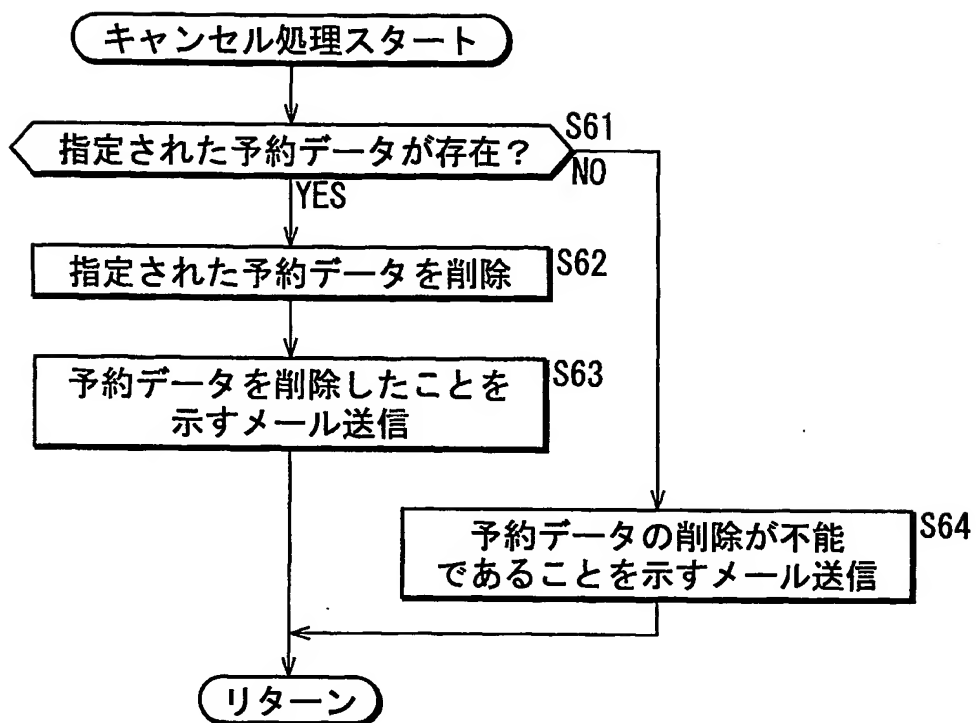 キャンセル処理スタート
指定された予約データが存在？
S61
NO
YES
指定された予約データを削除
S62
予約データを削除したことを
示すメール送信
S63
予約データの削除が不能
であることを示すメール送信
S64
リターン